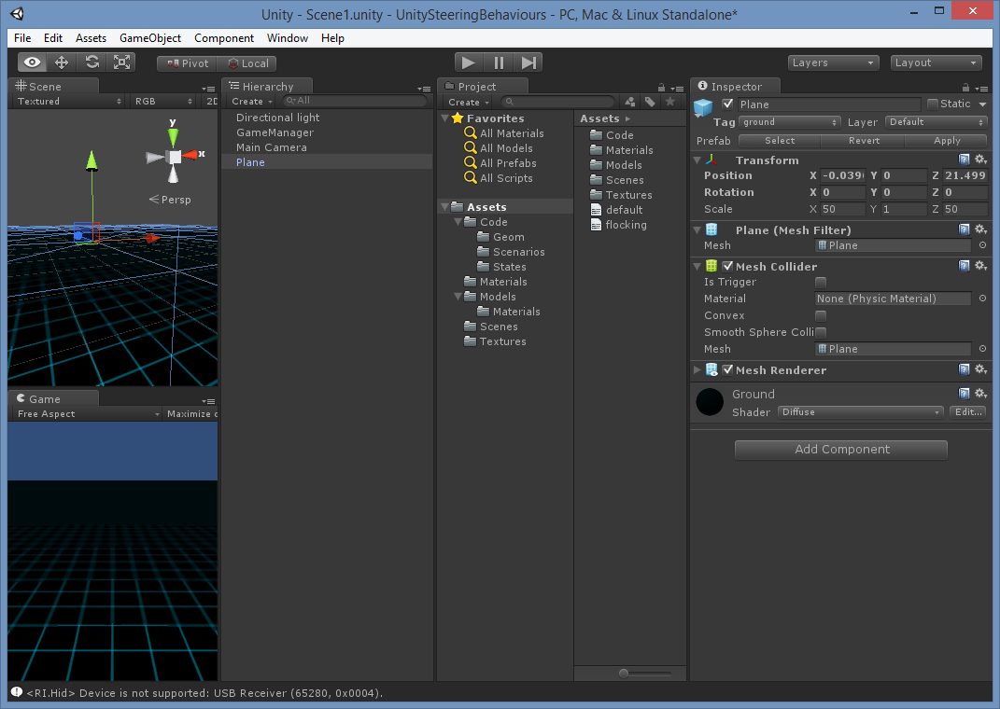 Unity - Scene1.unity - UnitySteeringBehaviours - PC, Mac & Linux Standalone*
File Edit Assets GameObject Component Window Help
Pivot Local Layers Layout
Scene
Textured RGB 2D
y
x
Persp
Game
Free Aspect Maximize o
Hierarchy
Create All
Directional light
GameManager
Main Camera
Plane
Project
Create
Favorites
All Materials
All Models
All Prefabs
All Scripts
Assets
Code
Geom
Scenarios
States
Materials
Models
Materials
Scenes
Textures
Assets
Code
Materials
Models
Scenes
Textures
default
flocking
Inspector
Plane Static
Tag ground Layer Default
Prefab Select Revert Apply
Transform
Position X -0.039 Y 0 Z 21.499
Rotation X 0 Y 0 Z 0
Scale X 50 Y 1 Z 50
Plane (Mesh Filter)
Mesh Plane
Mesh Collider
Is Trigger
Material None (Physic Material)
Convex
Smooth Sphere Colli
Mesh Plane
Mesh Renderer
Ground
Shader Diffuse Edit...
Add Component
<RI.Hid> Device is not supported: USB Receiver (65280, 0x0004).